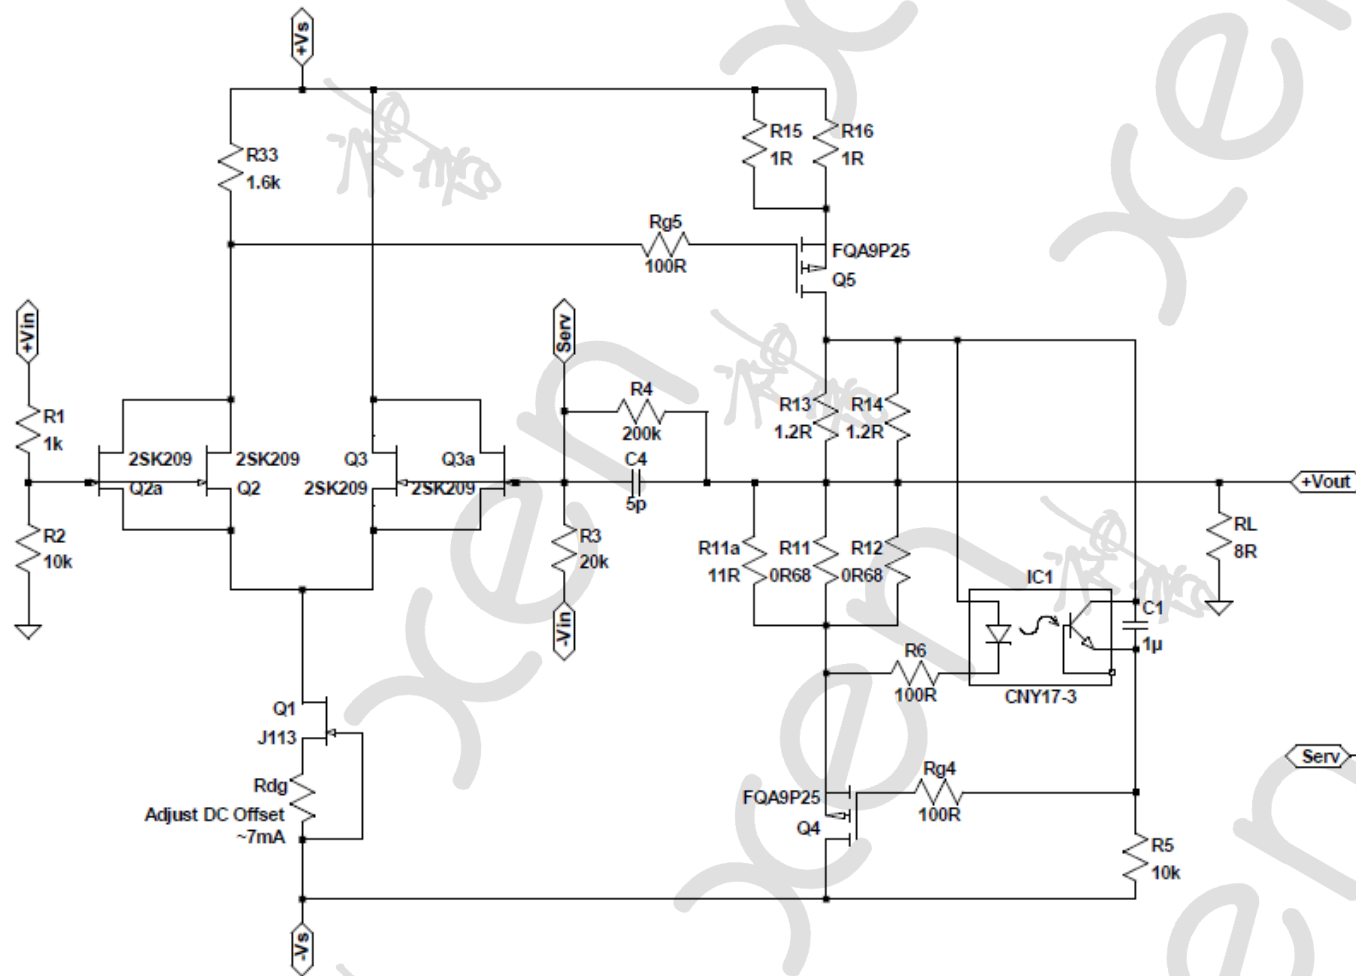 +Vs
R15
1R
R16
1R
R33
1.6k
Rg5
100R
FQA9P25
Q5
+Vin
Serv
R1
1k
R4
200k
R13
1.2R
R14
1.2R
2SK209
Q2a
2SK209
Q2
Q3
2SK209
Q3a
2SK209
C4
5p
+Vout
R2
10k
R3
20k
R11a
11R
R11
0R68
R12
0R68
RL
8R
IC1
C1
1µ
-Vin
R6
100R
CNY17-3
Q1
J113
Rdg
Adjust DC Offset
~7mA
FQA9P25
Q4
Rg4
100R
Serv
R5
10k
-Vs
xen
xen
xen